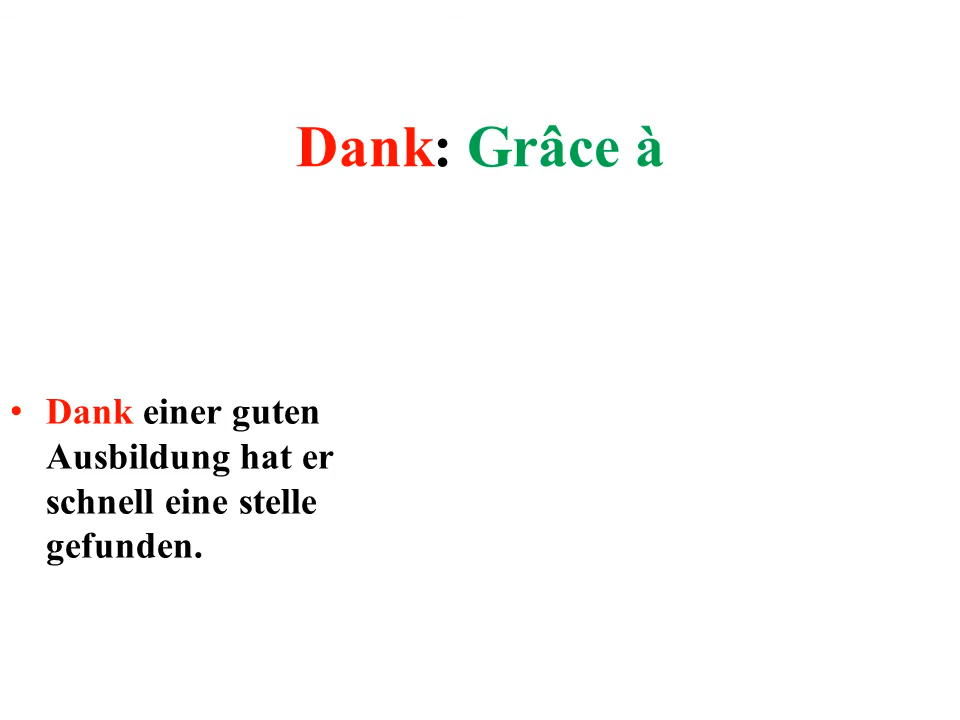 Dank: Grâce à
• Dank einer guten
Ausbildung hat er
schnell eine stelle
gefunden.